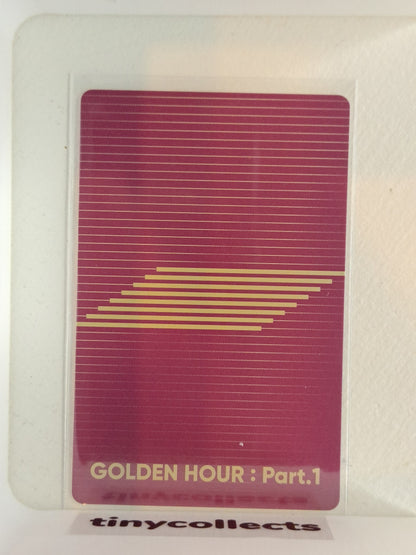 GOLDEN HOUR : Part.1
tinycollects